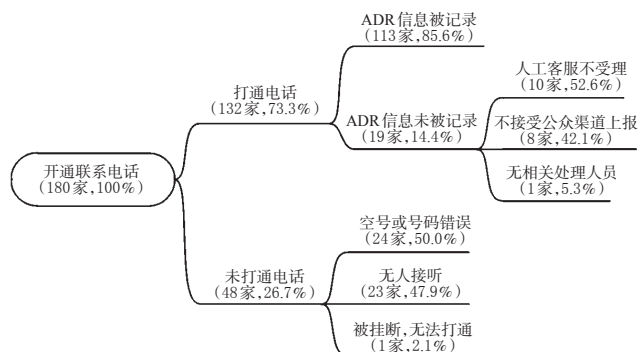 ADR信息被记录
(113家,85.6%)
人工客服不受理
(10家,52.6%)
打通电话
(132家,73.3%)
ADR信息未被记录
(19家,14.4%)
不接受公众渠道上报
(8家,42.1%)
无相关处理人员
(1家,5.3%)
开通联系电话
(180家,100%)
空号或号码错误
(24家,50.0%)
未打通电话
(48家,26.7%)
无人接听
(23家,47.9%)
被挂断,无法打通
(1家,2.1%)